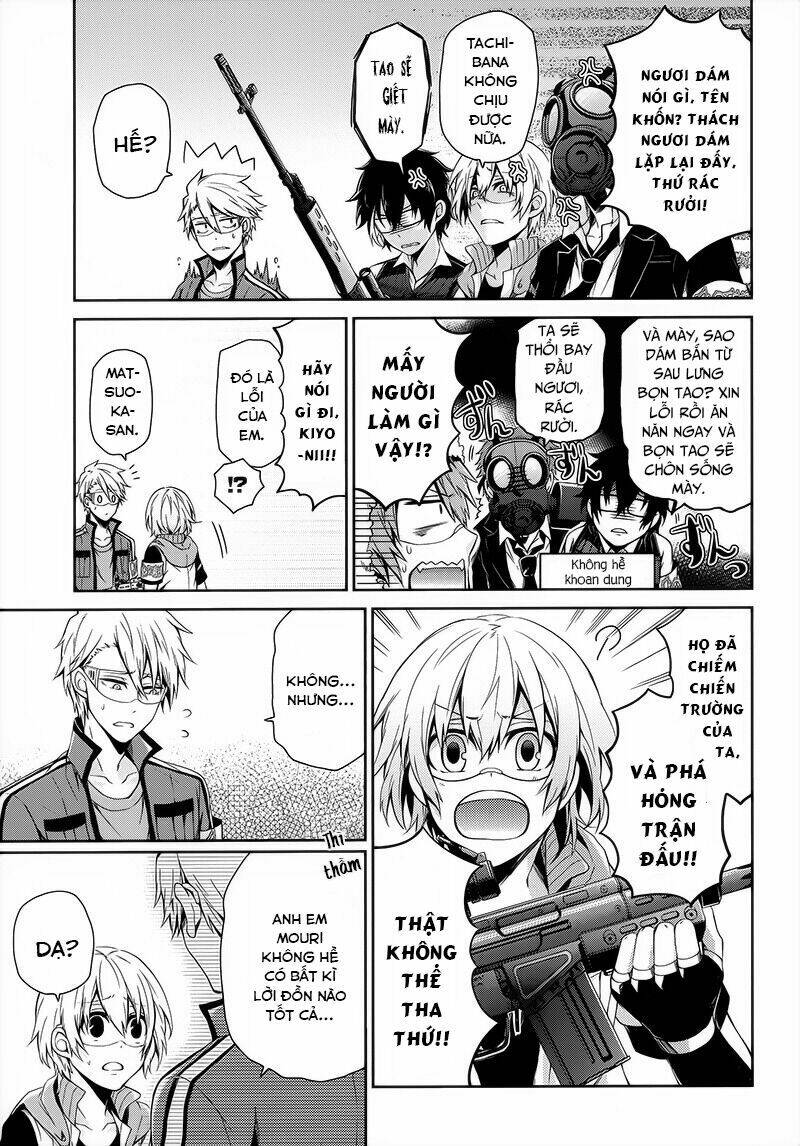 NGƯƠI DÁM
NÓI GÌ, TÊN
KHỐN? THÁCH
NGƯƠI DÁM
LẶP LẠI ĐẤY,
THỨ RÁC
RƯỞI!
TACHI-
BANA
KHÔNG
CHỊU
ĐƯỢC
NỮA.
TAO SẼ
GIẾT
MÀY.
HẾ?
VÀ MÀY, SAO
DÁM BẮN TỪ
SAU LƯNG
BỌN TAO? XIN
LỖI RỒI ĂN
NĂN NGAY VÀ
BỌN TAO SẼ
CHÔN SỐNG
MÀY.
TA SẼ
THỔI BAY
ĐẦU
NGƯƠI,
RÁC
RƯỞI.
ずんっ
ずん
Không hề
khoan dung
MẤY
NGƯỜI
LÀM GÌ
VẬY!?
HÃY
NÓI
GÌ ĐI,
KIYO
-NII!!
ĐÓ LÀ
LỖI CỦA
EM.
!?
MAT-
SUO-
KA-
SAN.
HỌ ĐÃ
CHIẾM
CHIẾN
TRƯỜNG
CỦA
TA,
VÀ PHÁ
HỎNG
TRẬN
ĐẤU!!
THẬT
KHÔNG
THỂ
THA
THỨ!!
KHÔNG...
NHƯNG...
Thì
thầm
ANH EM
MOURI
KHÔNG HỀ
CÓ BẤT KÌ
LỜI ĐỒN NÀO
TỐT CẢ...
DẠ?